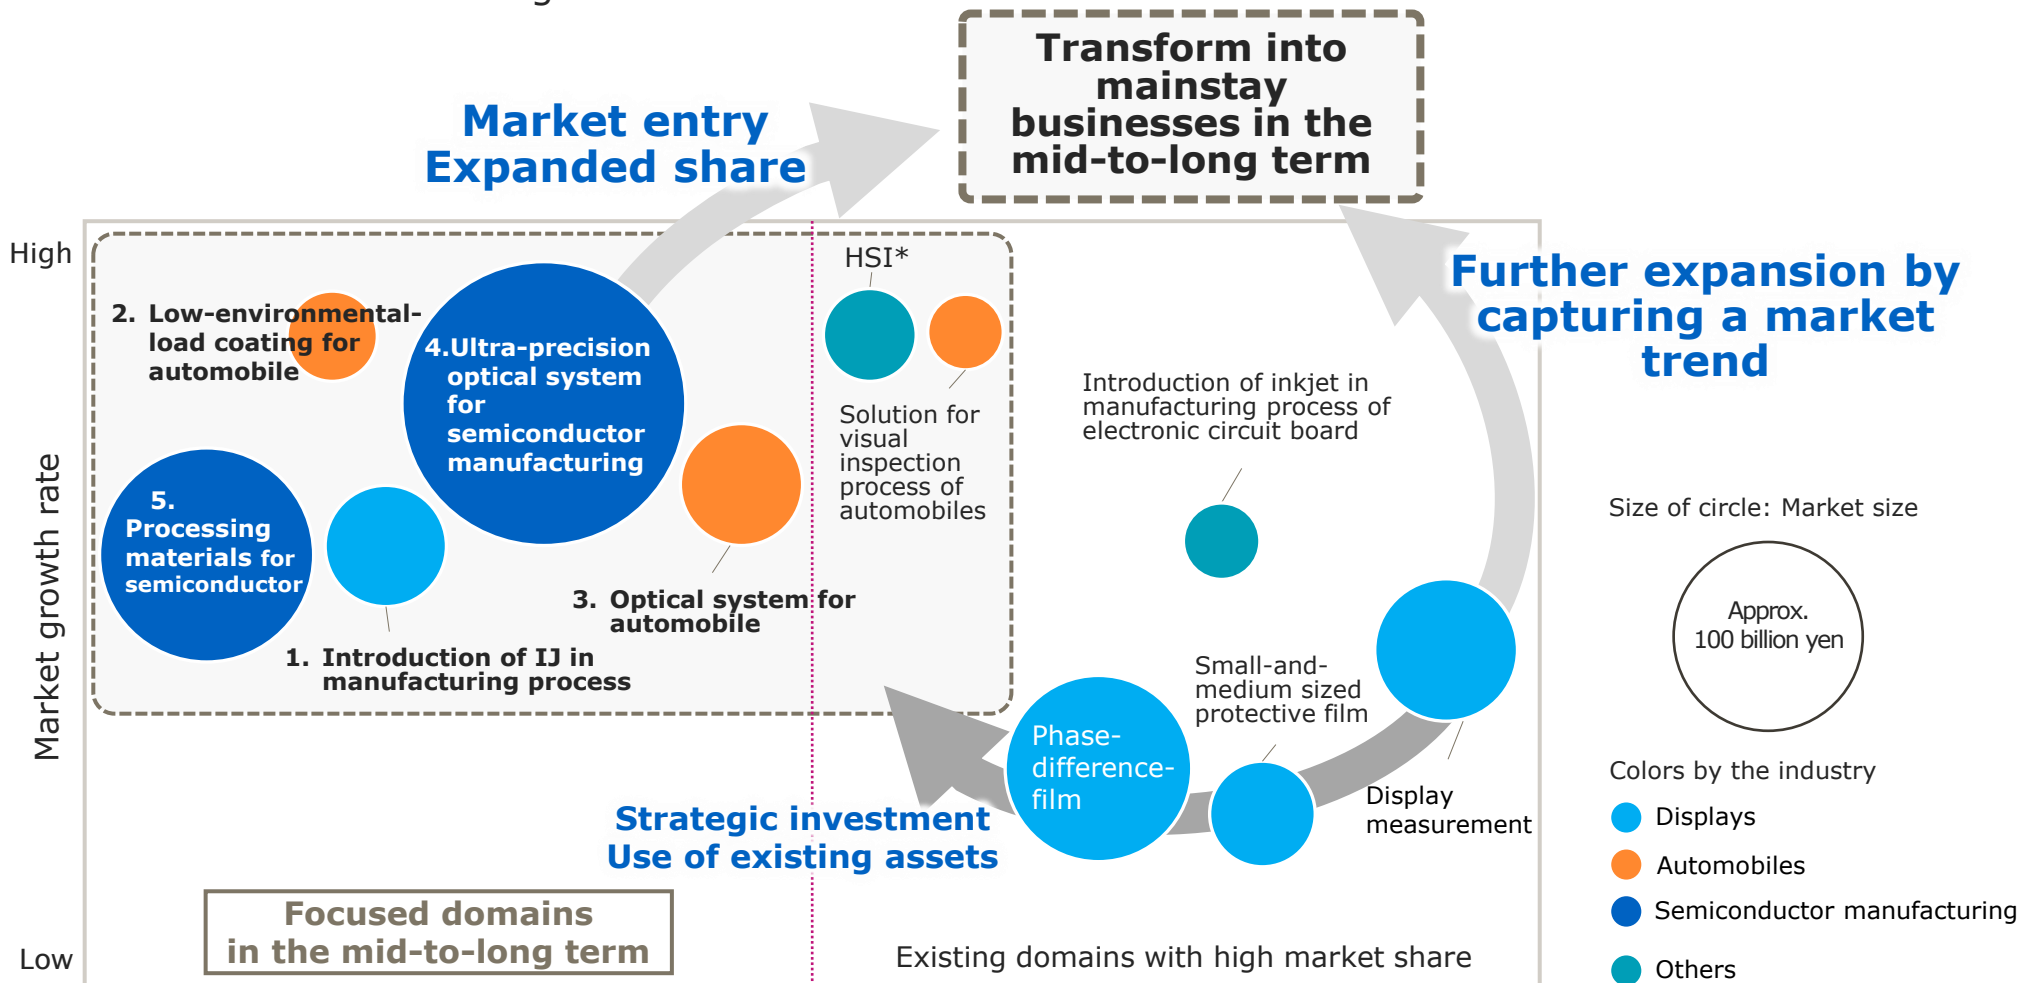 Transform into
mainstay
businesses in the
mid-to-long term
Market entry
Expanded share
High
Market growth rate
Low
HSI*
2. Low-environmental-
load coating for
automobile
4.Ultra-precision
optical system
for
semiconductor
manufacturing
5.
Processing
materials for
semiconductor
Solution for
visual
inspection
process of
automobiles
3. Optical system for
automobile
1. Introduction of IJ in
manufacturing process
Further expansion by
capturing a market
trend
Introduction of inkjet in
manufacturing process of
electronic circuit board
Small-and-
medium sized
protective film
Phase-
difference-
film
Display
measurement
Strategic investment
Use of existing assets
Focused domains
in the mid-to-long term
Existing domains with high market share
Size of circle: Market size
Approx.
100 billion yen
Colors by the industry
Displays
Automobiles
Semiconductor manufacturing
Others